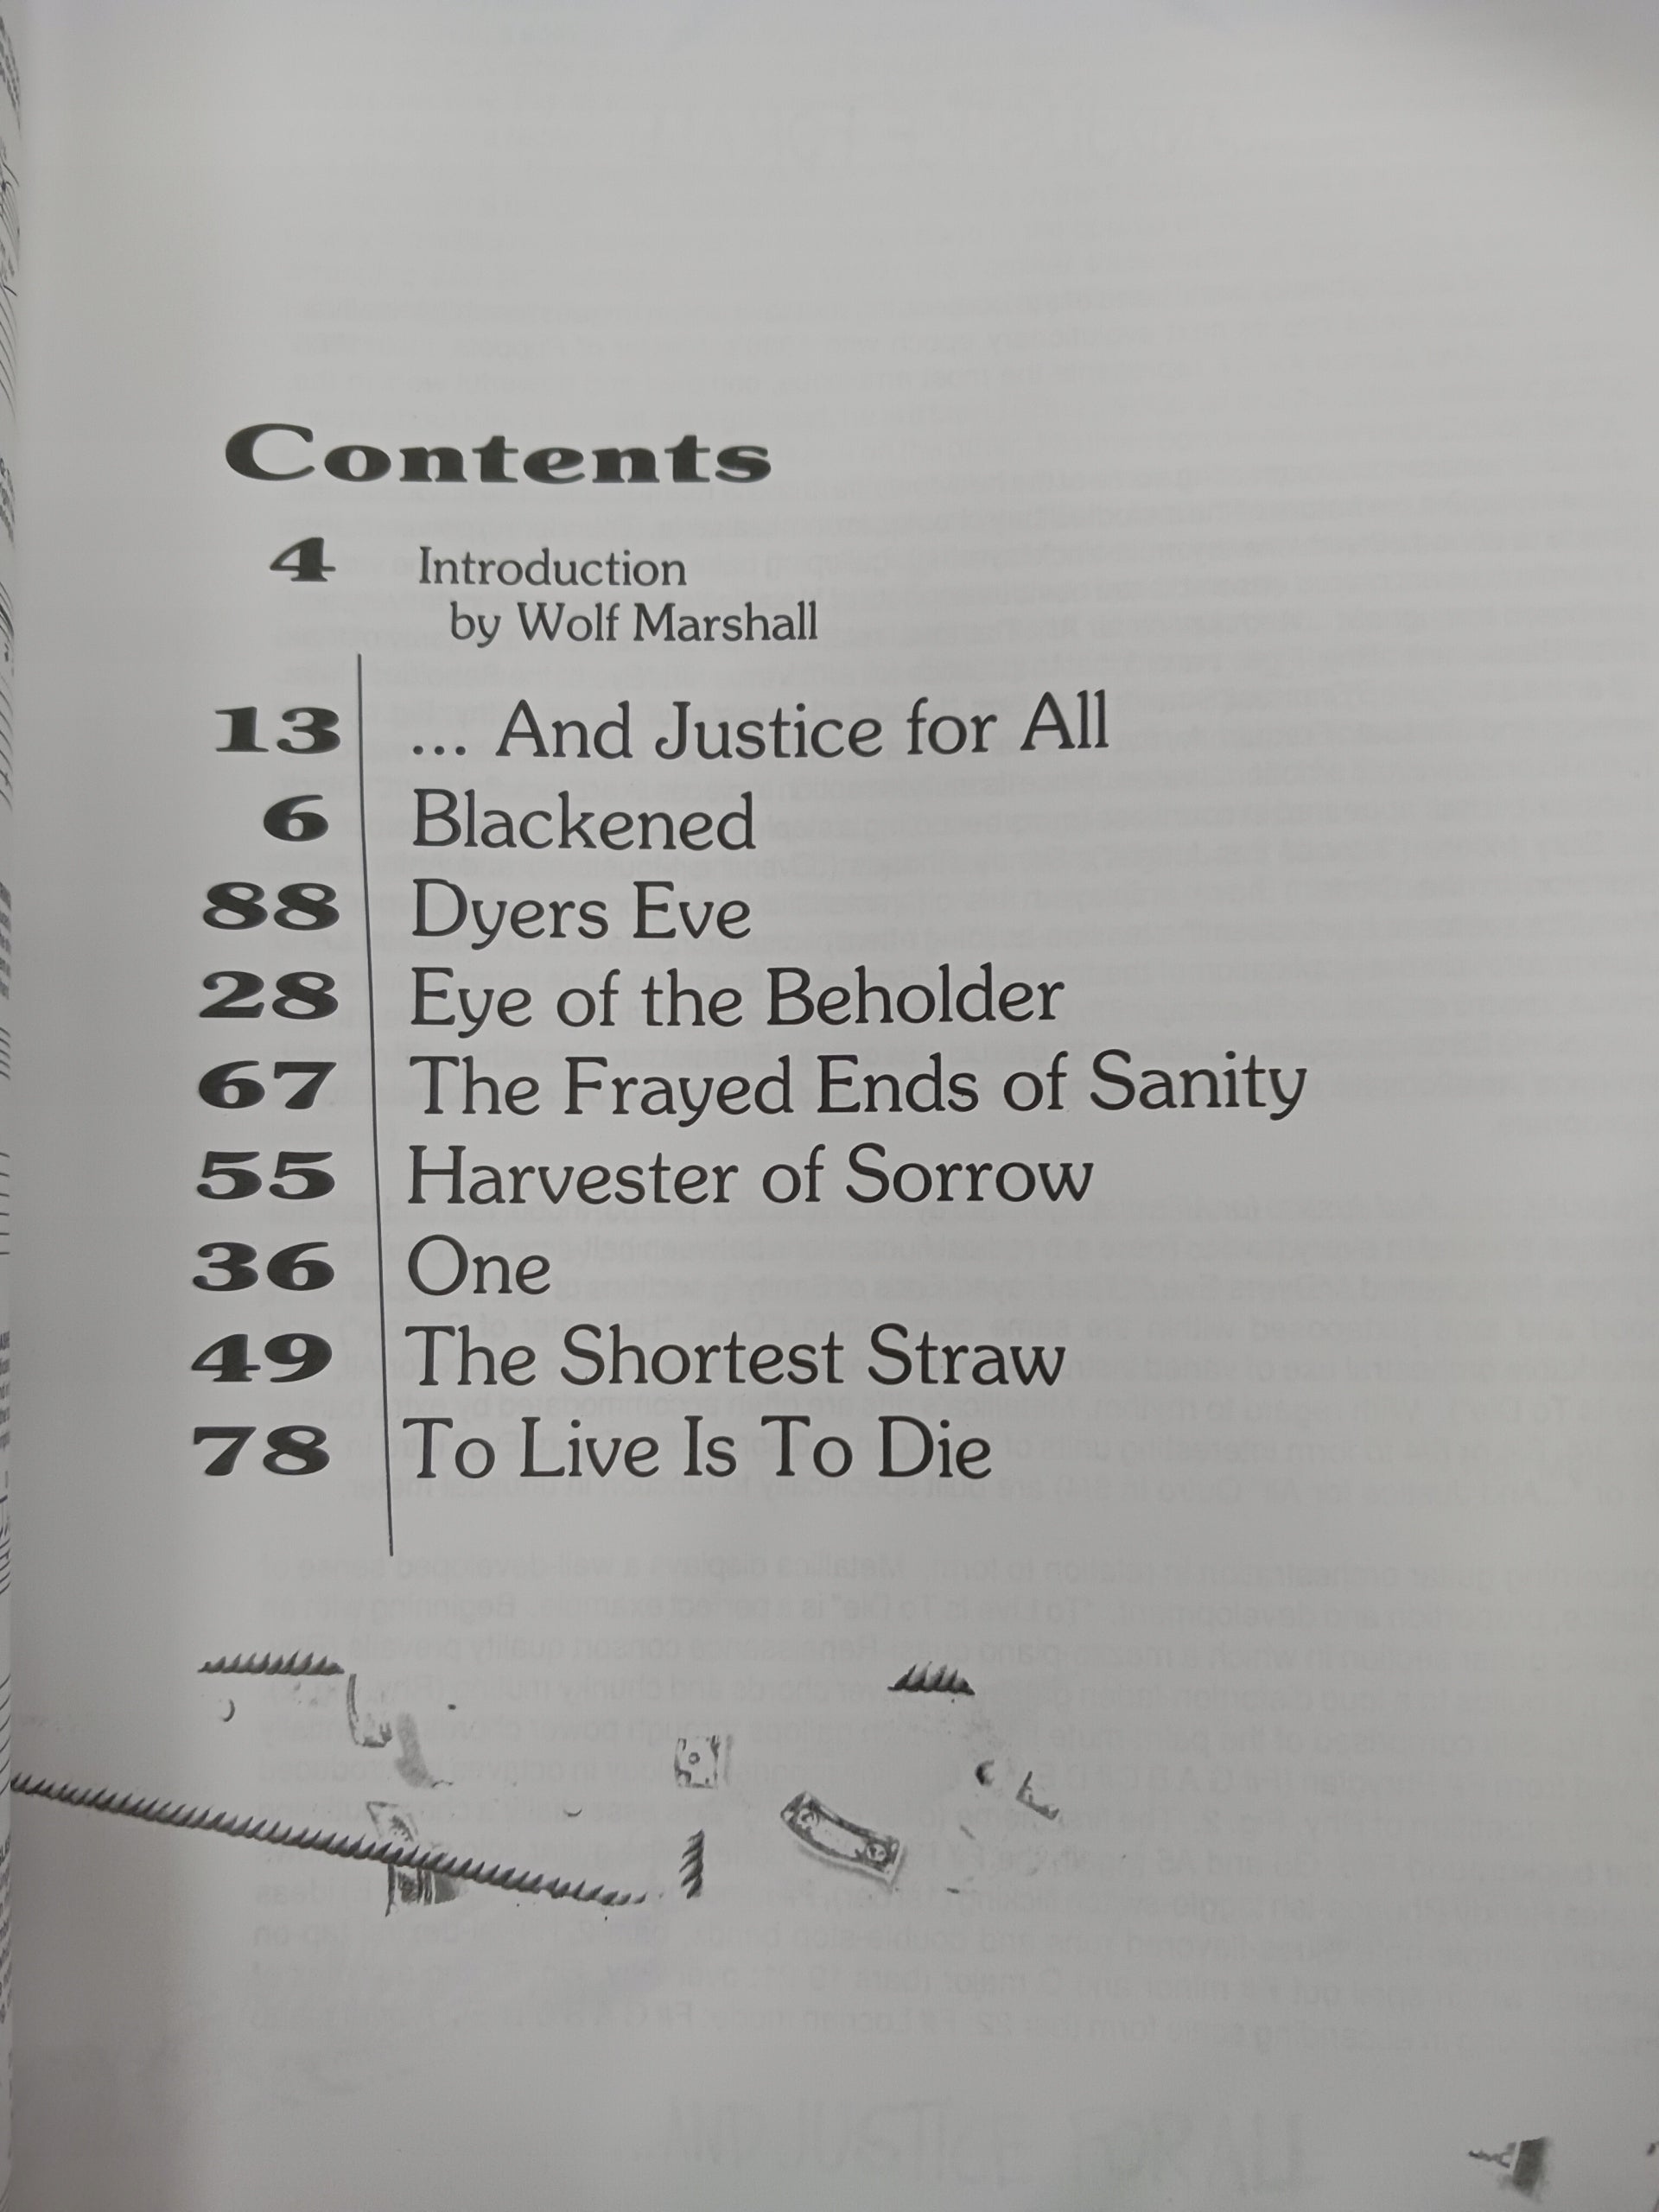 Contents
4 Introduction
by Wolf Marshall
13 ... And Justice for All
6 Blackened
88 Dyers Eve
28 Eye of the Beholder
67 The Frayed Ends of Sanity
55 Harvester of Sorrow
36 One
49 The Shortest Straw
78 To Live Is To Die